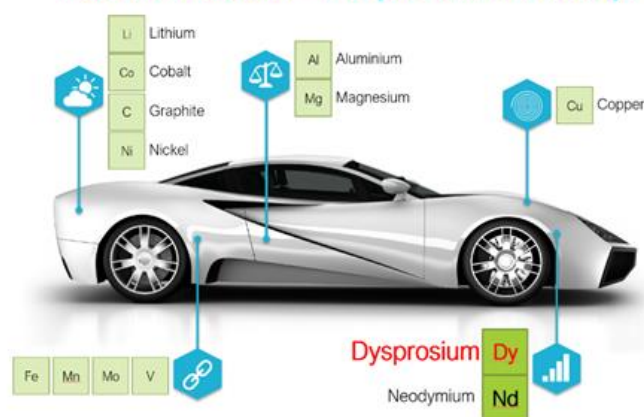 Li Lithium
Co Cobalt
C Graphite
Ni Nickel
Al Aluminium
Mg Magnesium
Cu Copper
Fe Mn Mo V
Dysprosium Dy
Neodymium Nd